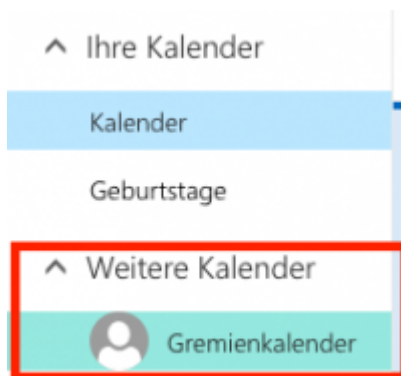 Ihre Kalender
Kalender
Geburtstage
Weitere Kalender
Gremienkalender